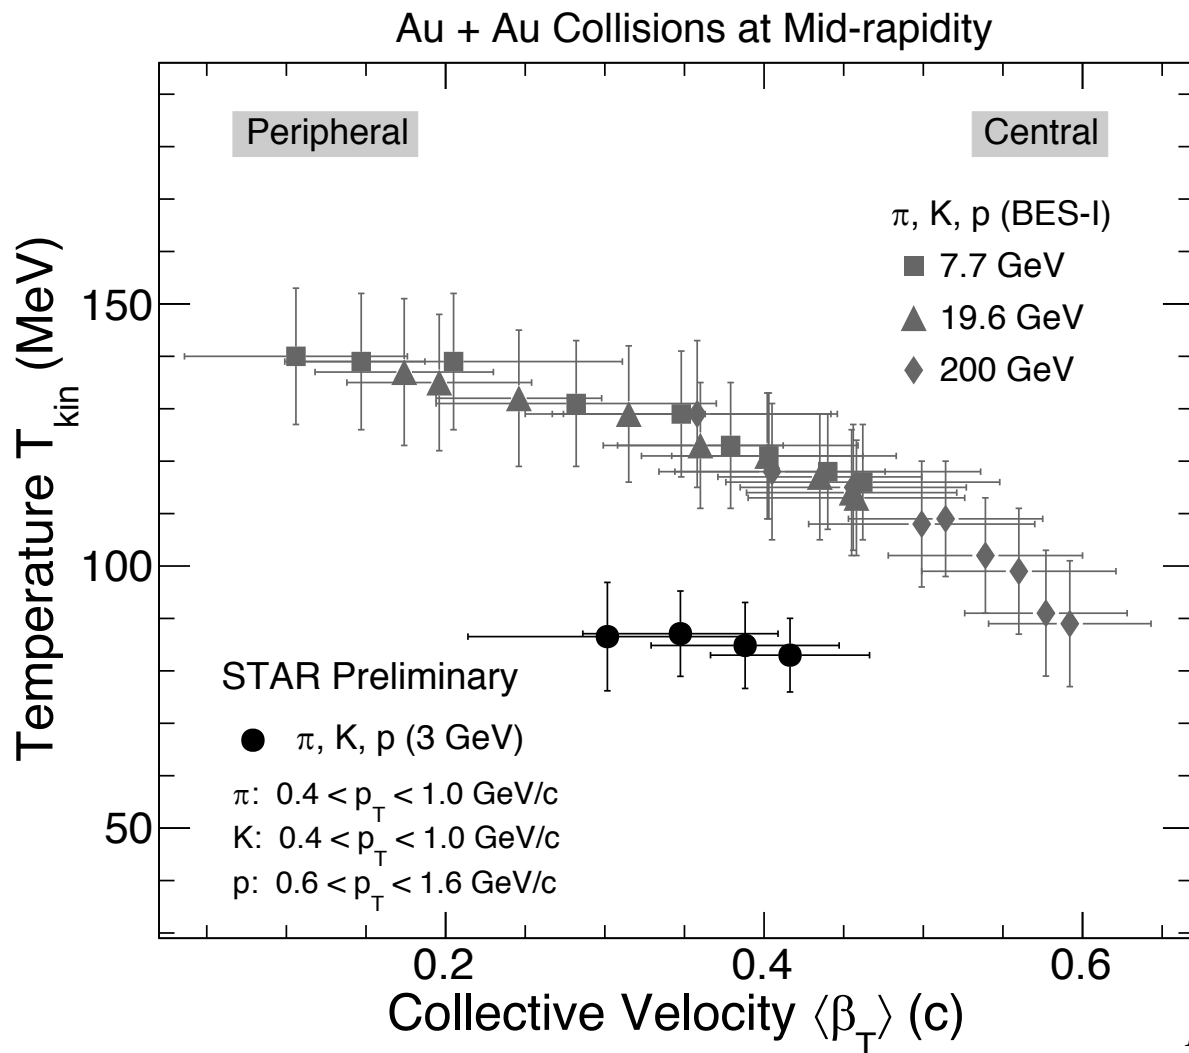 Au + Au Collisions at Mid-rapidity
Peripheral
Central
π, K, p (BES-I)
7.7 GeV
19.6 GeV
200 GeV
150
100
50
Temperature T_kin (MeV)
STAR Preliminary
π, K, p (3 GeV)
π: 0.4 < p_T < 1.0 GeV/c
K: 0.4 < p_T < 1.0 GeV/c
p: 0.6 < p_T < 1.6 GeV/c
0.2 0.4 0.6
Collective Velocity ⟨β_T⟩ (c)